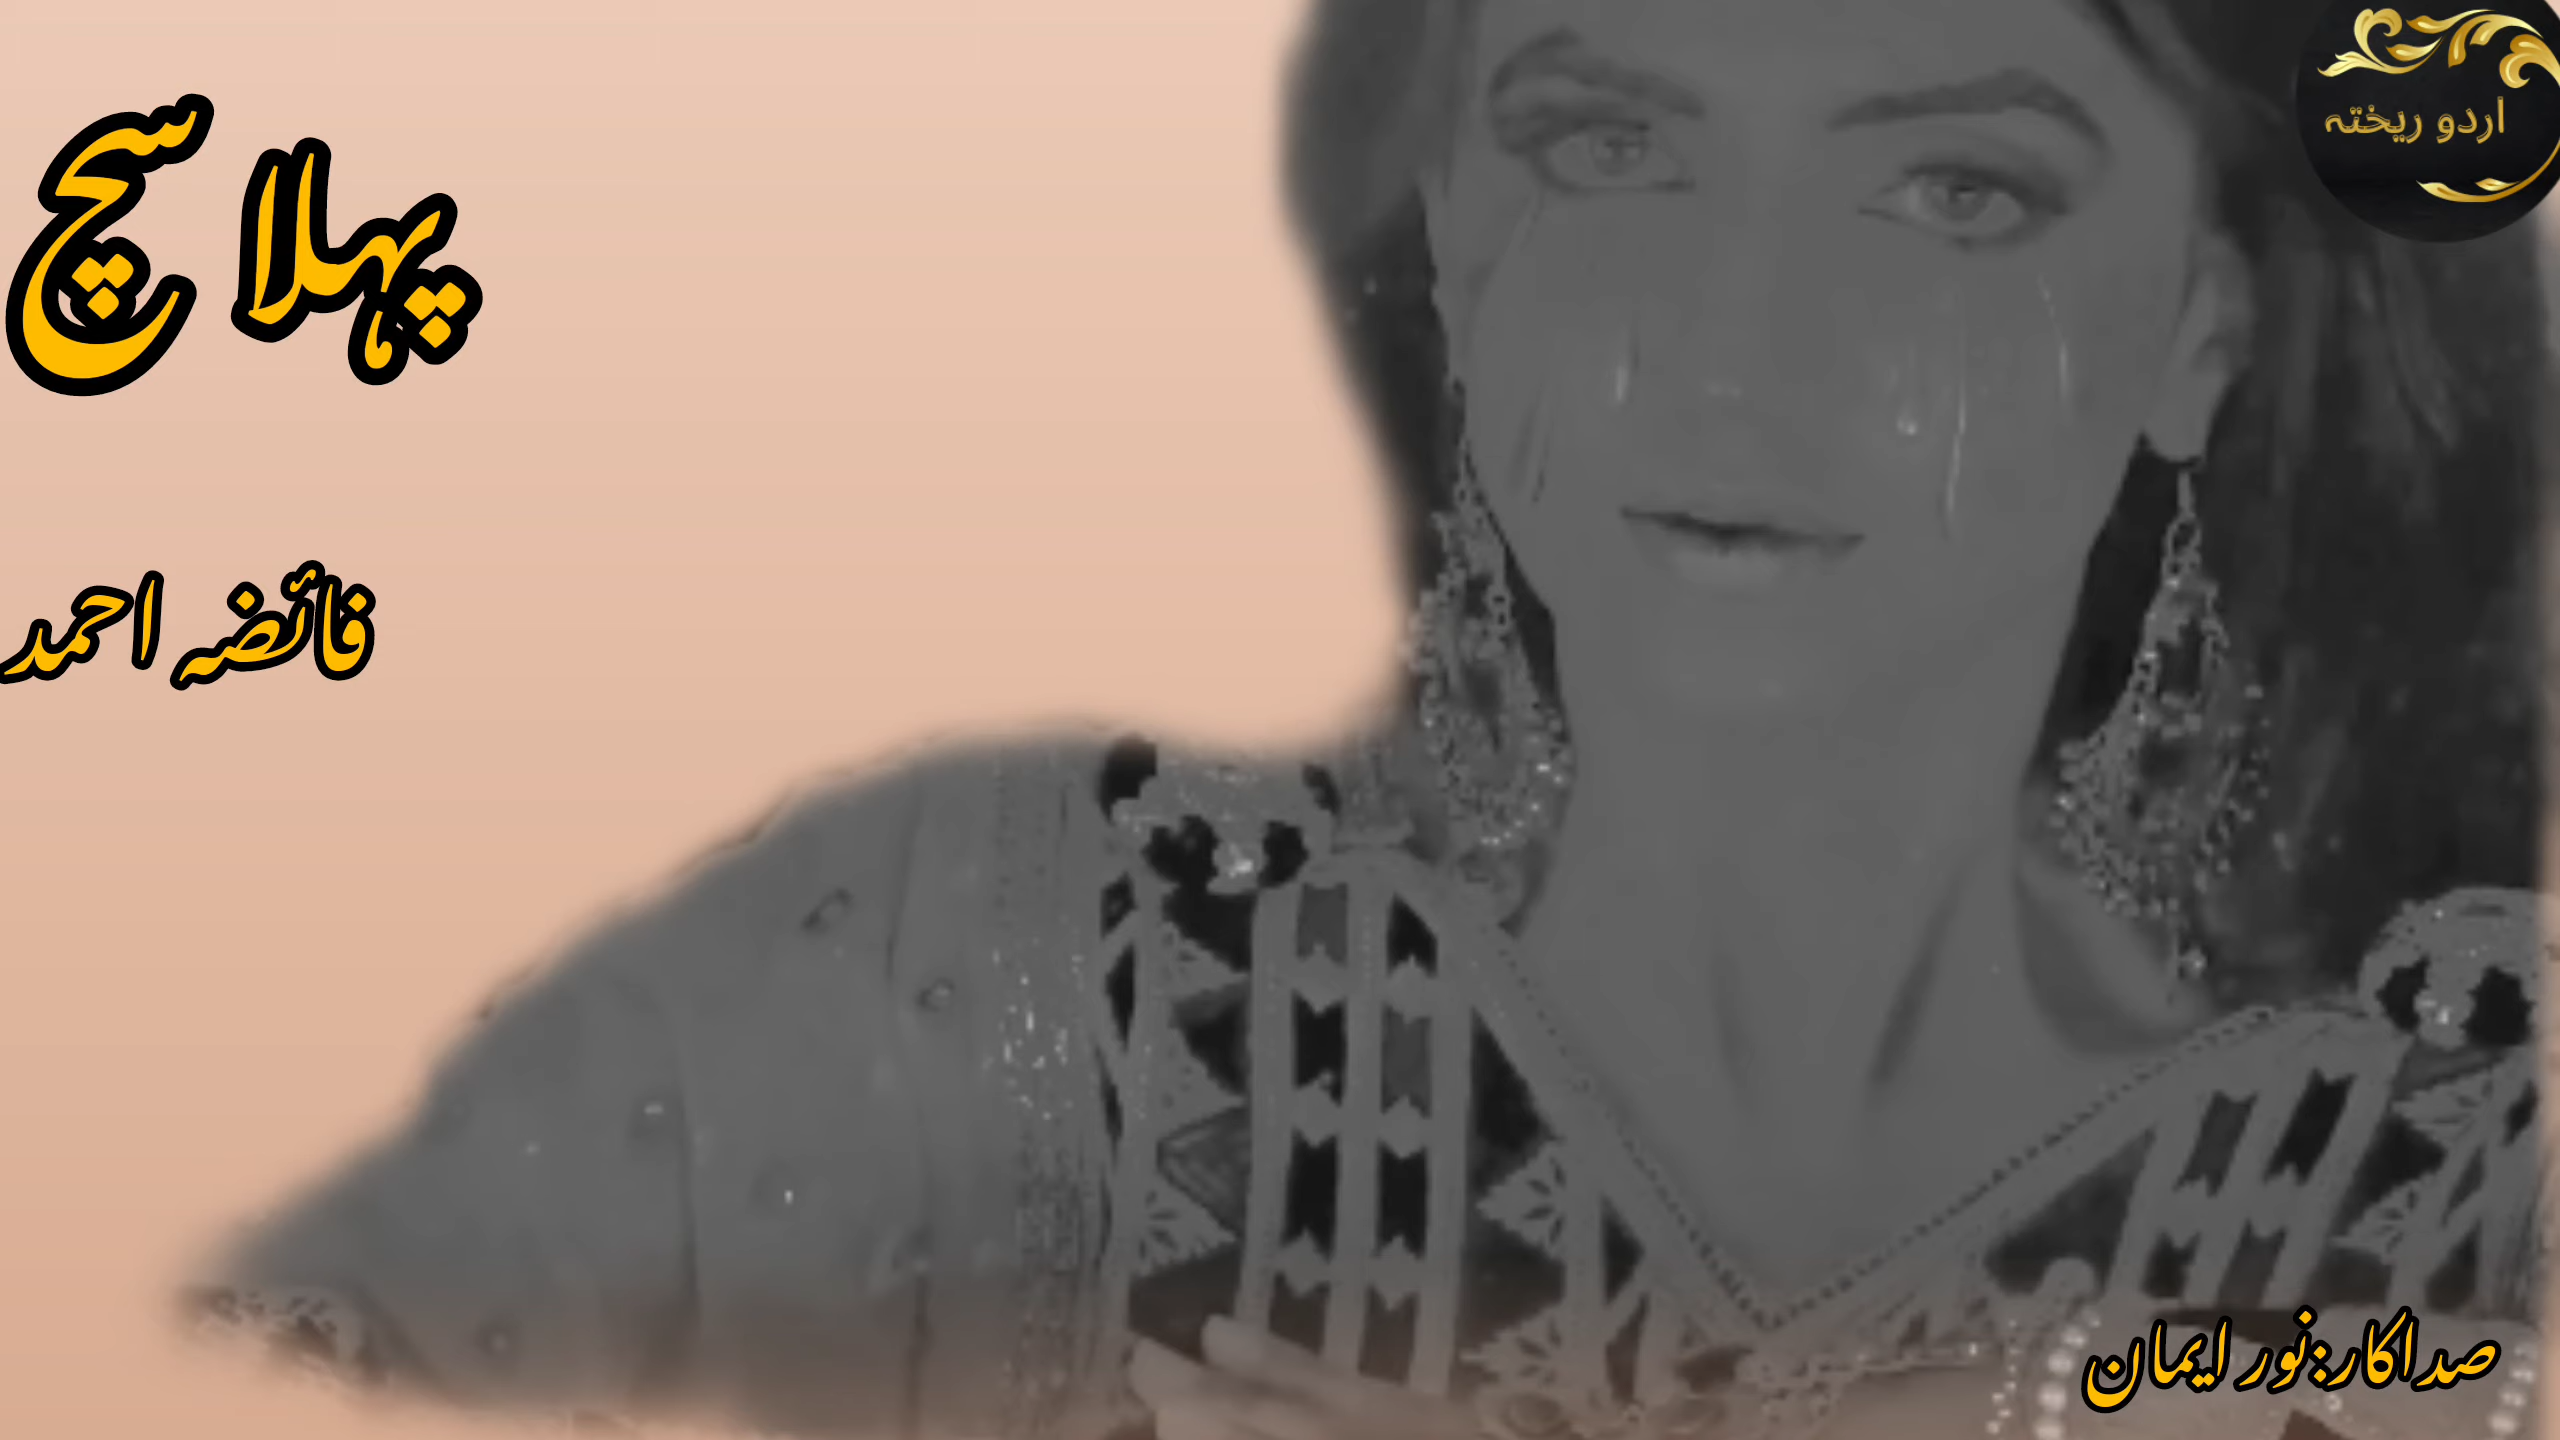 اردو ریختہ
پہلا سچ
فائضہ احمد
صداکار:نور ایمان